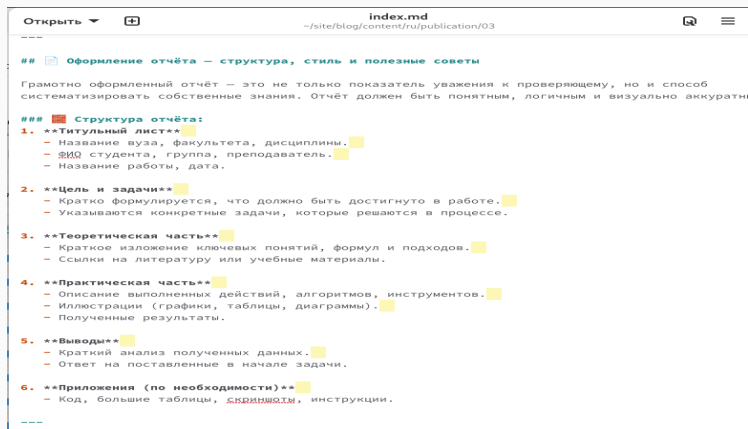 Открыть
index.md
~/site/blog/content/ru/publication/03
---
## 📄 Оформление отчёта — структура, стиль и полезные советы
Грамотно оформленный отчёт — это не только показатель уважения к проверяющему, но и способ
систематизировать собственные знания. Отчёт должен быть понятным, логичным и визуально
### 🧱 Структура отчёта:
1. **Титульный лист**
- Название вуза, факультета, дисциплины.
- ФИО студента, группа, преподаватель.
- Название работы, дата.
2. **Цель и задачи**
- Кратко формулируется, что должно быть достигнуто в работе.
- Указываются конкретные задачи, которые решаются в процессе.
3. **Теоретическая часть**
- Краткое изложение ключевых понятий, формул и подходов.
- Ссылки на литературу или учебные материалы.
4. **Практическая часть**
- Описание выполненных действий, алгоритмов, инструментов.
- Иллюстрации (графики, таблицы, диаграммы).
- Полученные результаты.
5. **Выводы**
- Краткий анализ полученных данных.
- Ответ на поставленные в начале задачи.
6. **Приложения (по необходимости)**
- Код, большие таблицы, скриншоты, инструкции.
---